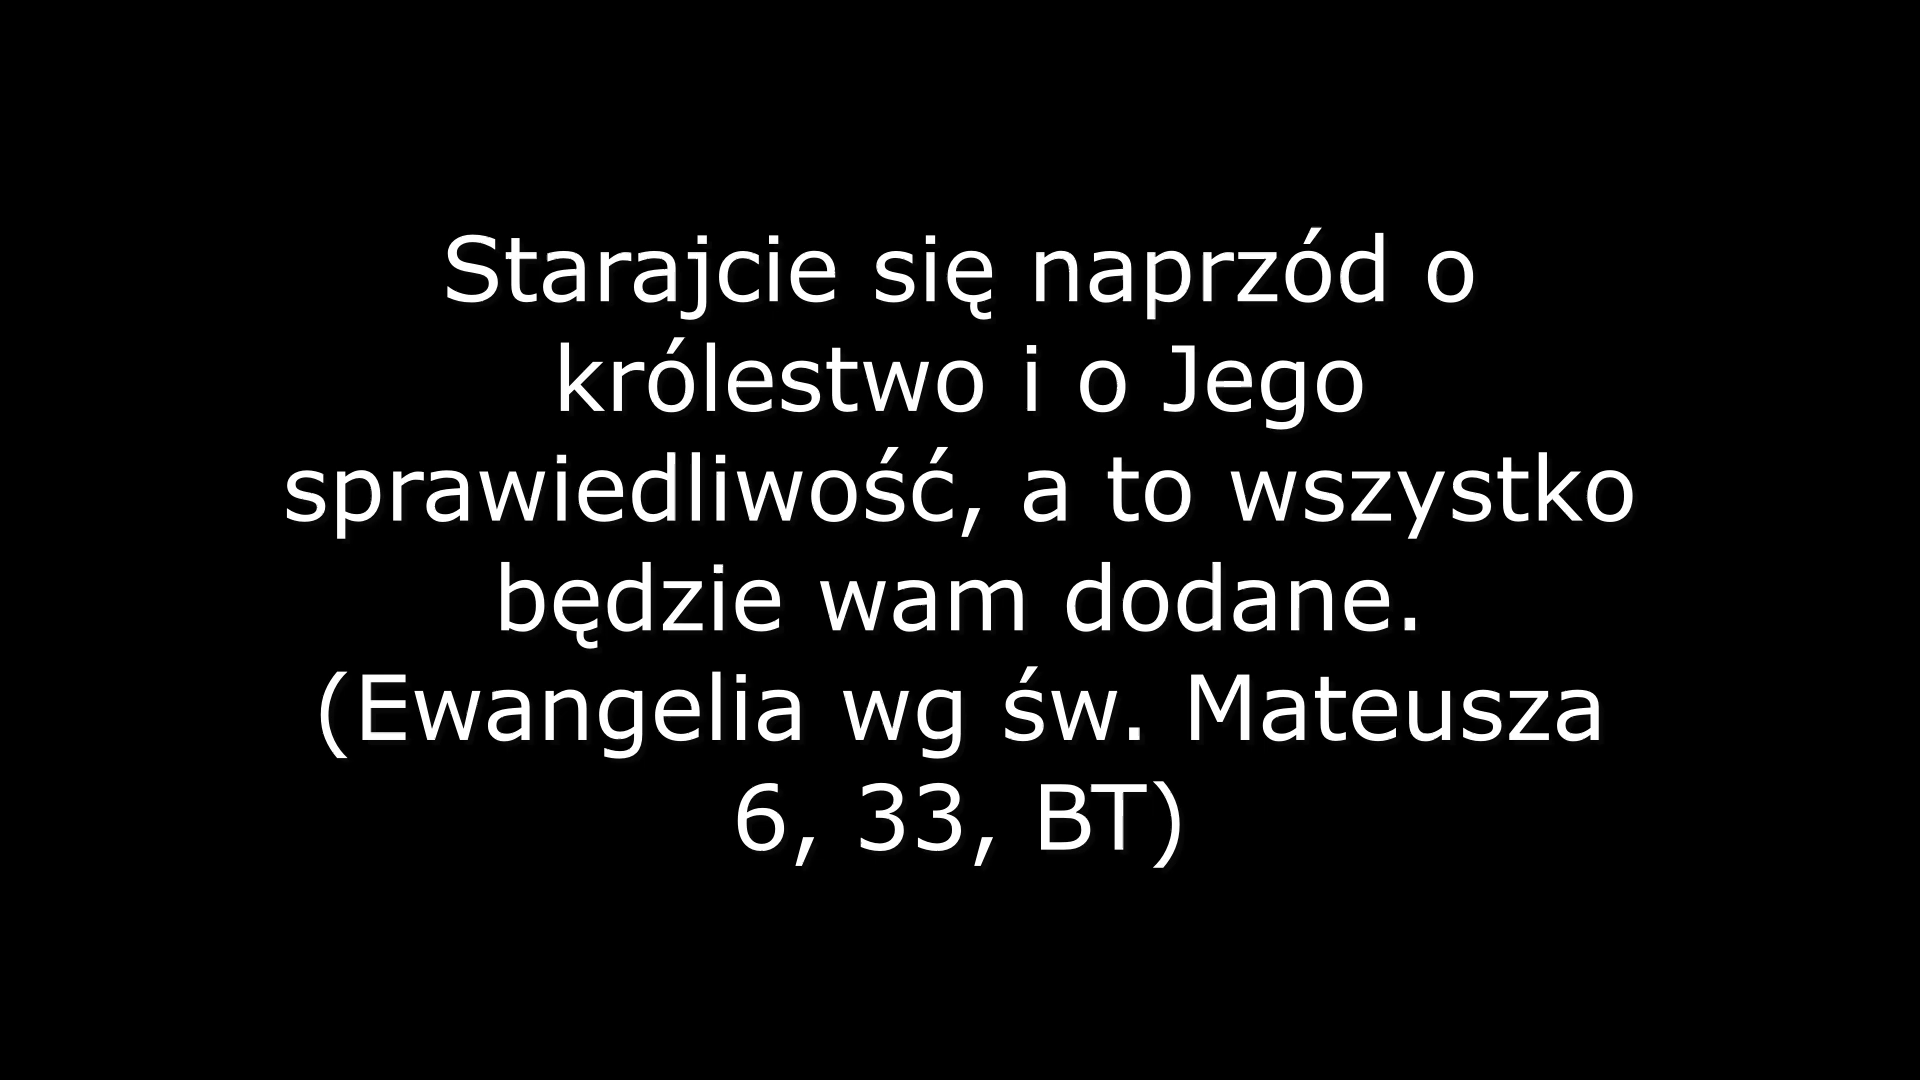 Starajcie się naprzód o
królestwo i o Jego
sprawiedliwość, a to wszystko
będzie wam dodane.
(Ewangelia wg św. Mateusza
6, 33, BT)